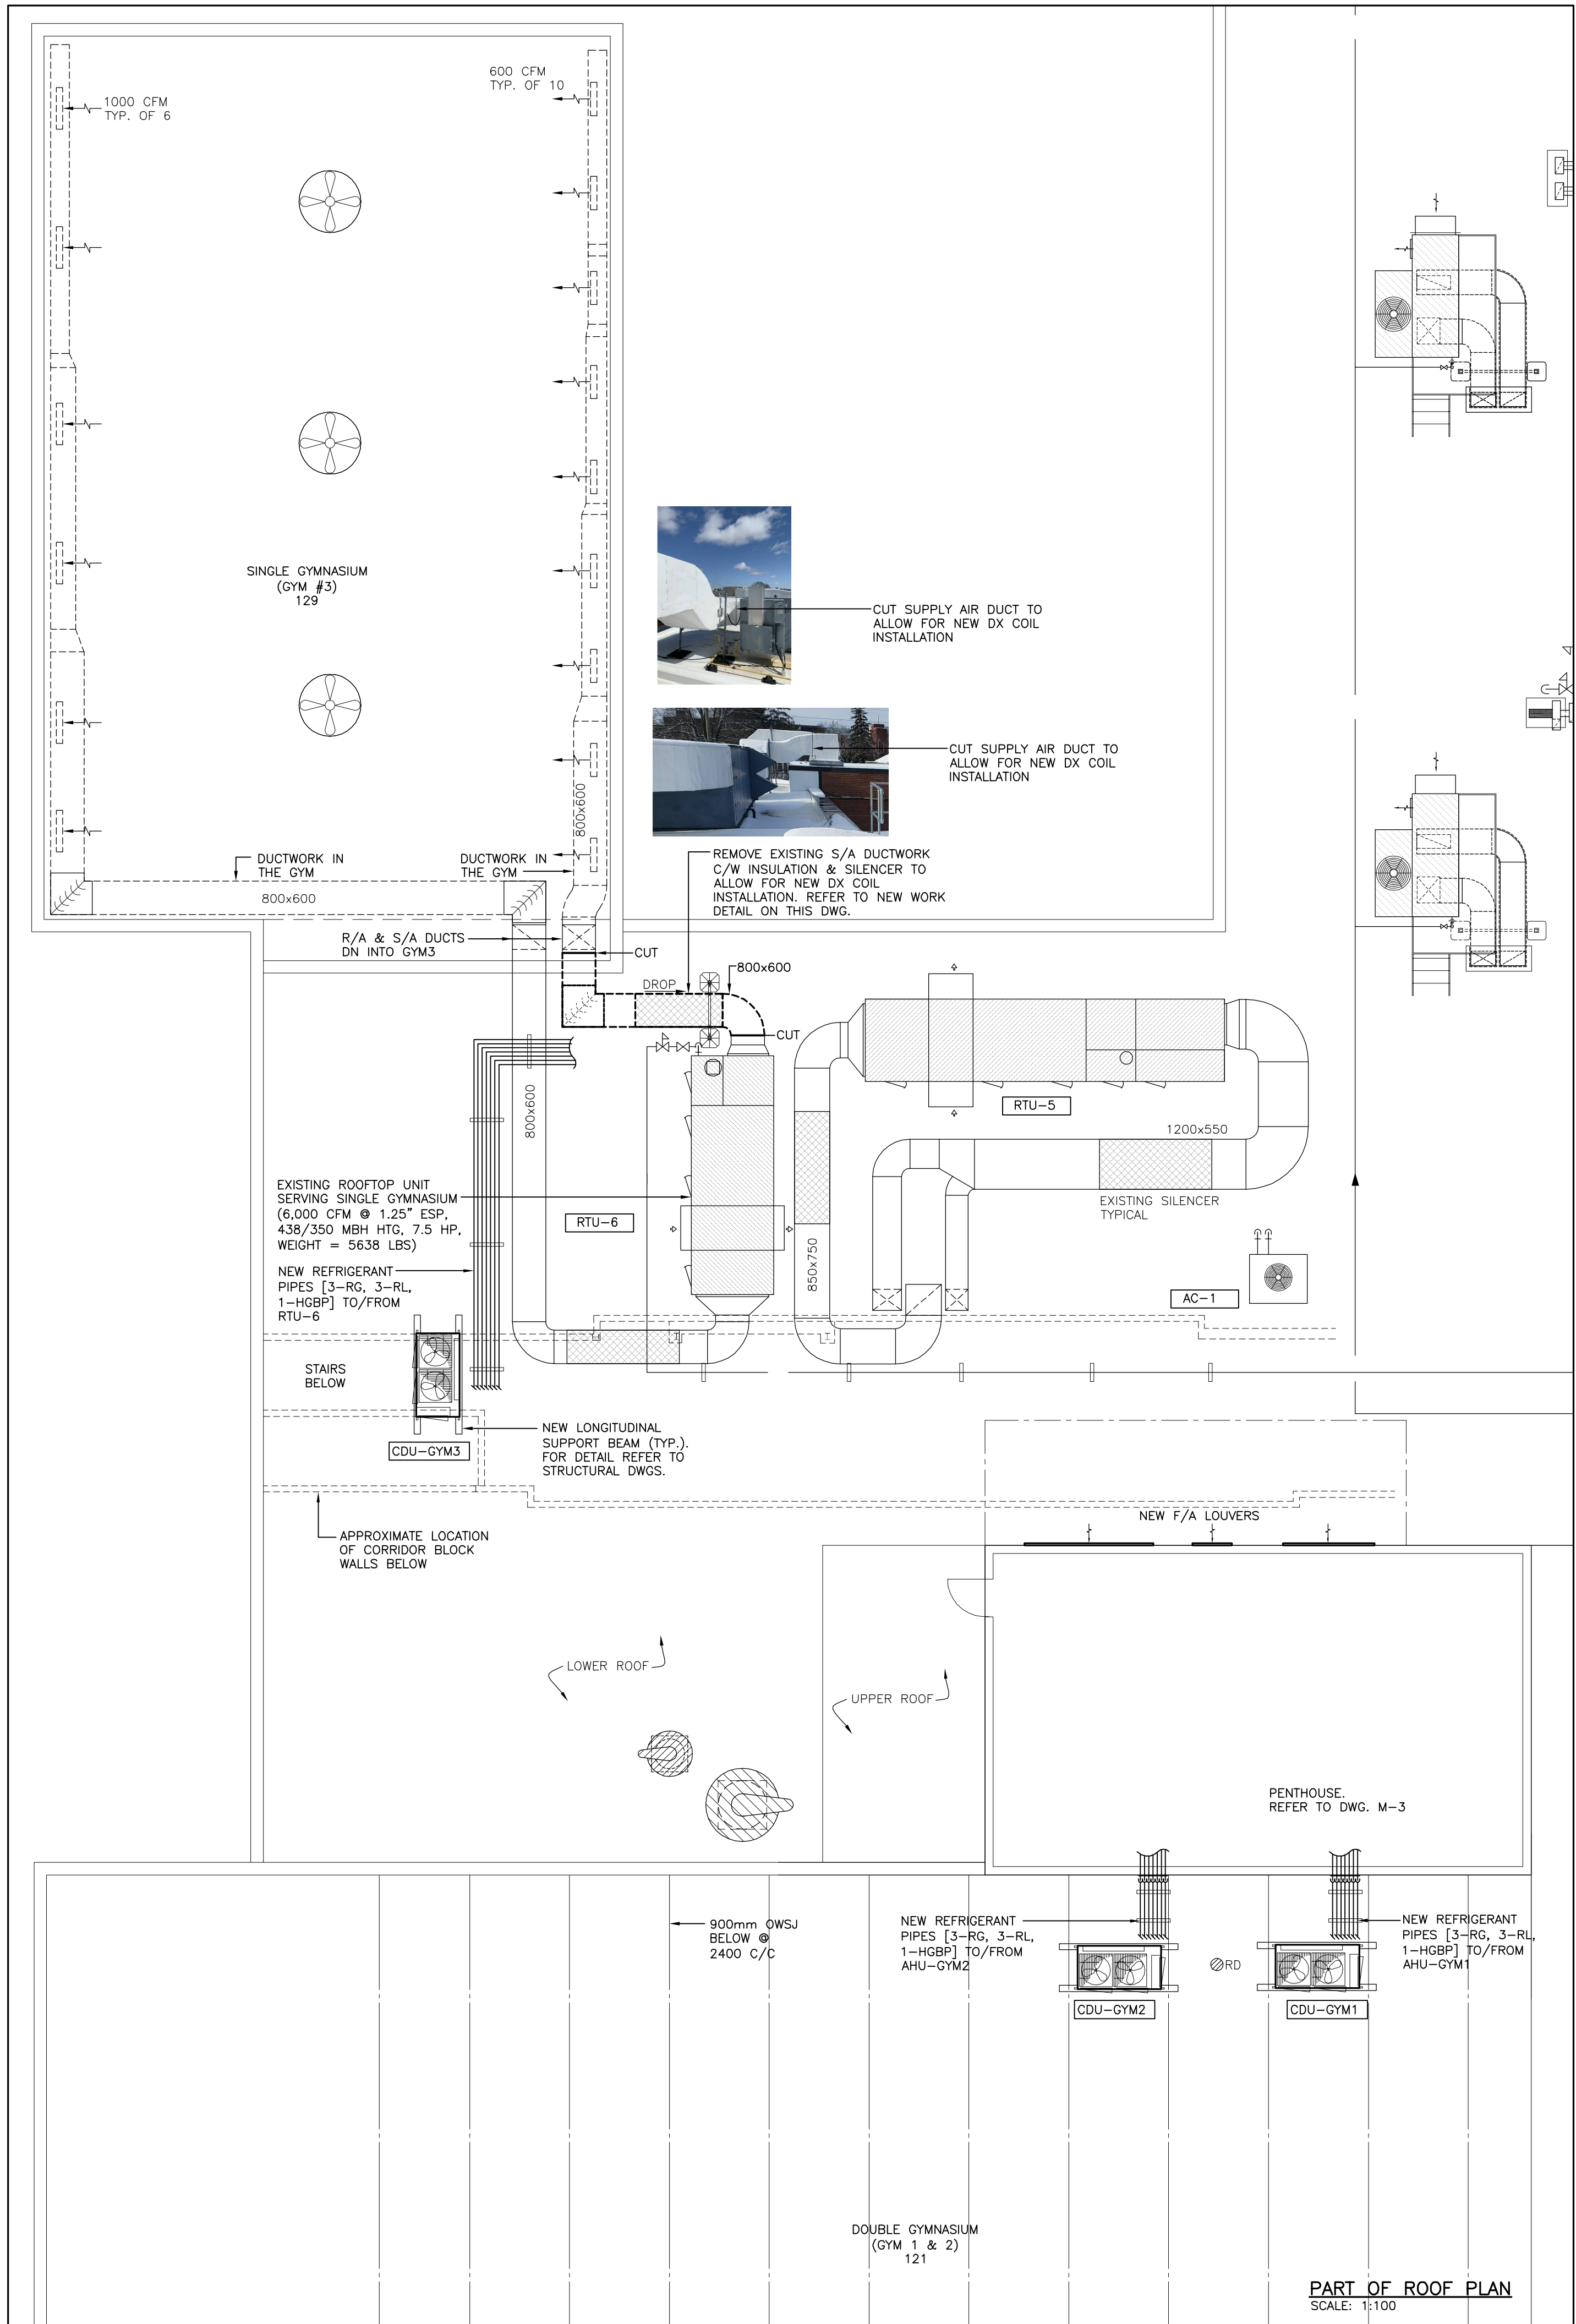 600 CFM
TYP. OF 10
1000 CFM
TYP. OF 6
SINGLE GYMNASIUM
(GYM #3)
129
CUT SUPPLY AIR DUCT TO
ALLOW FOR NEW DX COIL
INSTALLATION
CUT SUPPLY AIR DUCT TO
ALLOW FOR NEW DX COIL
INSTALLATION
800x600
DUCTWORK IN
THE GYM
DUCTWORK IN
THE GYM
800x600
REMOVE EXISTING S/A DUCTWORK
C/W INSULATION & SILENCER TO
ALLOW FOR NEW DX COIL
INSTALLATION. REFER TO NEW WORK
DETAIL ON THIS DWG.
R/A & S/A DUCTS
DN INTO GYM3
CUT
DROP
800x600
CUT
800x600
RTU-5
1200x550
EXISTING SILENCER
TYPICAL
EXISTING ROOFTOP UNIT
SERVING SINGLE GYMNASIUM
(6,000 CFM @ 1.25" ESP,
438/350 MBH HTG, 7.5 HP,
WEIGHT = 5638 LBS)
RTU-6
850x750
NEW REFRIGERANT
PIPES [3-RG, 3-RL,
1-HGBP] TO/FROM
RTU-6
AC-1
STAIRS
BELOW
CDU-GYM3
NEW LONGITUDINAL
SUPPORT BEAM (TYP.).
FOR DETAIL REFER TO
STRUCTURAL DWGS.
APPROXIMATE LOCATION
OF CORRIDOR BLOCK
WALLS BELOW
NEW F/A LOUVERS
LOWER ROOF
UPPER ROOF
PENTHOUSE.
REFER TO DWG. M-3
900mm OWSJ
BELOW @
2400 C/C
NEW REFRIGERANT
PIPES [3-RG, 3-RL,
1-HGBP] TO/FROM
AHU-GYM2
RD
NEW REFRIGERANT
PIPES [3-RG, 3-RL,
1-HGBP] TO/FROM
AHU-GYM1
CDU-GYM2
CDU-GYM1
DOUBLE GYMNASIUM
(GYM 1 & 2)
121
PART OF ROOF PLAN
SCALE: 1:100